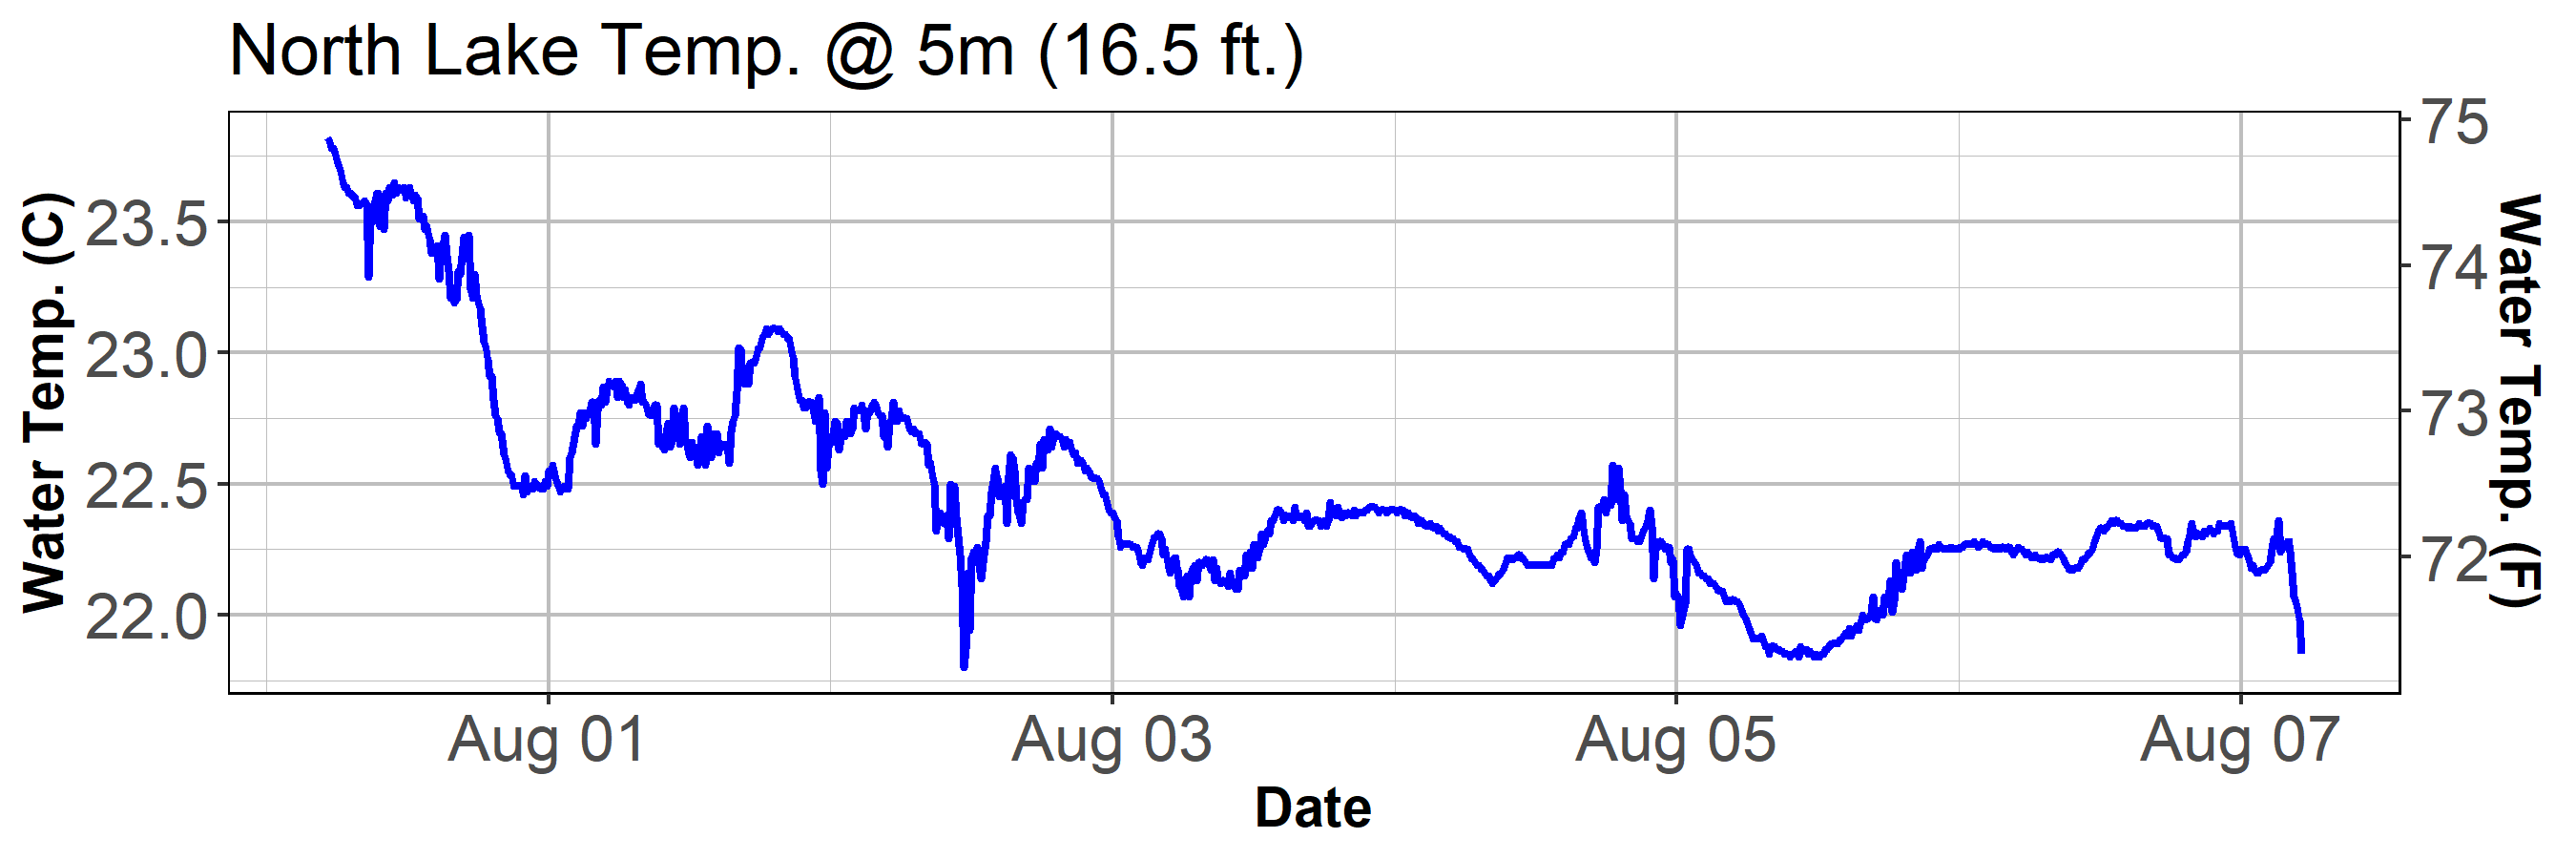 North Lake Temp. @ 5m (16.5 ft.)
Water Temp. (C)
23.5
23.0
22.5
22.0
75
74
73
72
Water Temp. (F)
Aug 01 Aug 03 Aug 05 Aug 07
Date